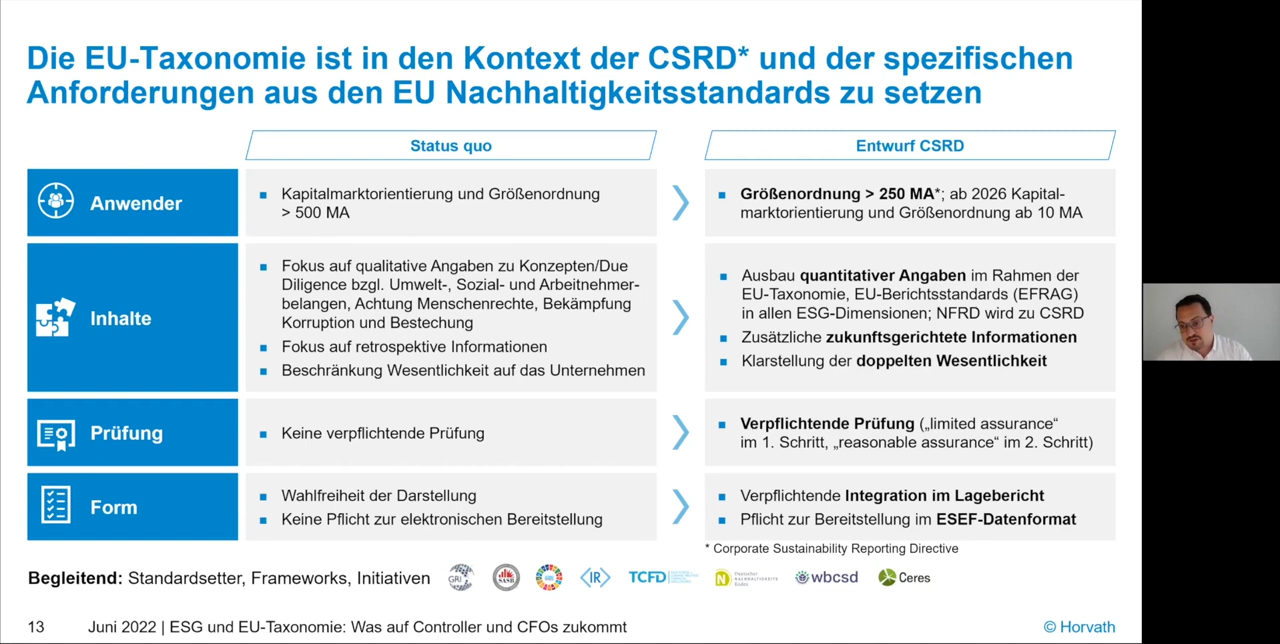 Die EU-Taxonomie ist in den Kontext der CSRD* und der spezifischen
Anforderungen aus den EU Nachhaltigkeitsstandards zu setzen
Status quo
Entwurf CSRD
Anwender
Kapitalmarktorientierung und Größenordnung
> 500 MA
Größenordnung > 250 MA*; ab 2026 Kapital-
marktorientierung und Größenordnung ab 10 MA
Inhalte
Fokus auf qualitative Angaben zu Konzepten/Due
Diligence bzgl. Umwelt-, Sozial- und Arbeitnehmer-
belangen, Achtung Menschenrechte, Bekämpfung
Korruption und Bestechung
Fokus auf retrospektive Informationen
Beschränkung Wesentlichkeit auf das Unternehmen
Ausbau quantitativer Angaben im Rahmen der
EU-Taxonomie, EU-Berichtsstandards (EFRAG)
in allen ESG-Dimensionen; NFRD wird zu CSRD
Zusätzliche zukunftsgerichtete Informationen
Klarstellung der doppelten Wesentlichkeit
Prüfung
Keine verpflichtende Prüfung
Verpflichtende Prüfung („limited assurance“
im 1. Schritt, „reasonable assurance“ im 2. Schritt)
Form
Wahlfreiheit der Darstellung
Keine Pflicht zur elektronischen Bereitstellung
Verpflichtende Integration im Lagebericht
Pflicht zur Bereitstellung im ESEF-Datenformat
* Corporate Sustainability Reporting Directive
Begleitend: Standardsetter, Frameworks, Initiativen
GRI
SASB
<IR>
TCFD
N
wbcsd
Ceres
13
Juni 2022 | ESG und EU-Taxonomie: Was auf Controller und CFOs zukommt
© Horvath